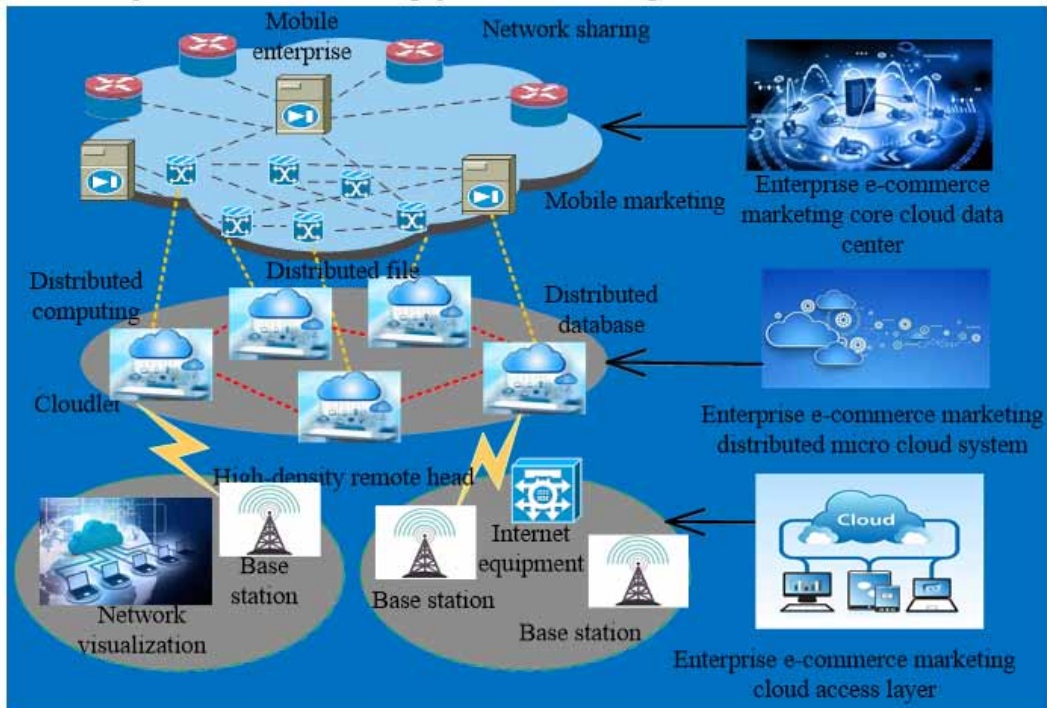 Mobile
enterprise
Network sharing
Mobile marketing
Enterprise e-commerce
marketing core cloud data
center
Distributed
computing
Distributed file
Distributed
database
Cloudlet
Enterprise e-commerce marketing
distributed micro cloud system
High-density remote head
Base
station
Network
visualization
Base station
Internet
equipment
Base station
Cloud
Enterprise e-commerce marketing
cloud access layer